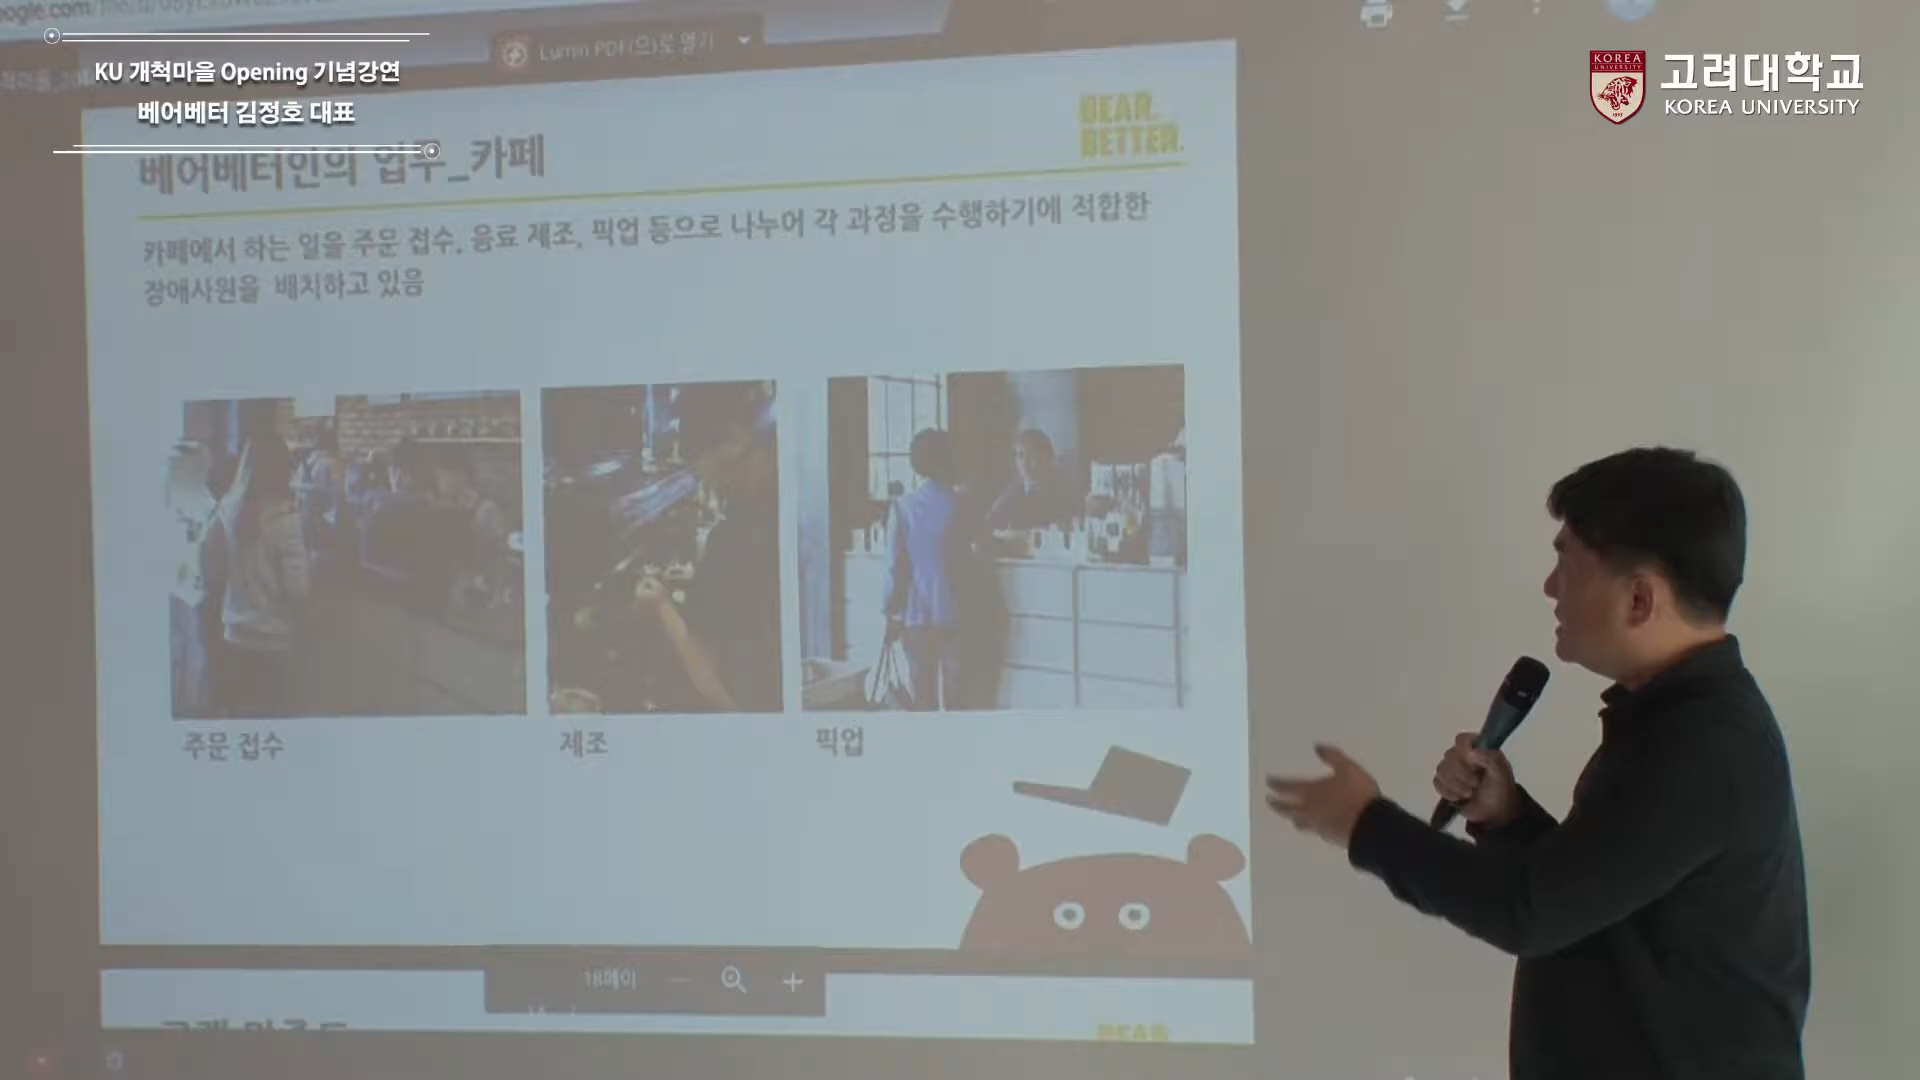 KU 개척마을 Opening 기념강연
베어베터 김정호 대표
KOREA
UNIVERSITY
1905
고려대학교
KOREA UNIVERSITY
Lumin PDF(으)로 열기
BEAR.
BETTER.
베어베터인의 업무_카페
카페에서 하는 일을 주문 접수, 음료 제조, 픽업 등으로 나누어 각 과정을 수행하기에 적합한
장애사원을 배치하고 있음
주문 접수
제조
픽업
BEAR